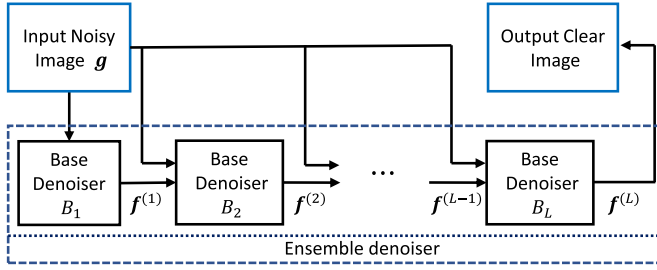 Input Noisy
Image g
Output Clear
Image
Base
Denoiser
B₁
f⁽¹⁾
Base
Denoiser
B₂
f⁽²⁾
...
f⁽ᴸ⁻¹⁾
Base
Denoiser
B_L
f⁽ᴸ⁾
Ensemble denoiser